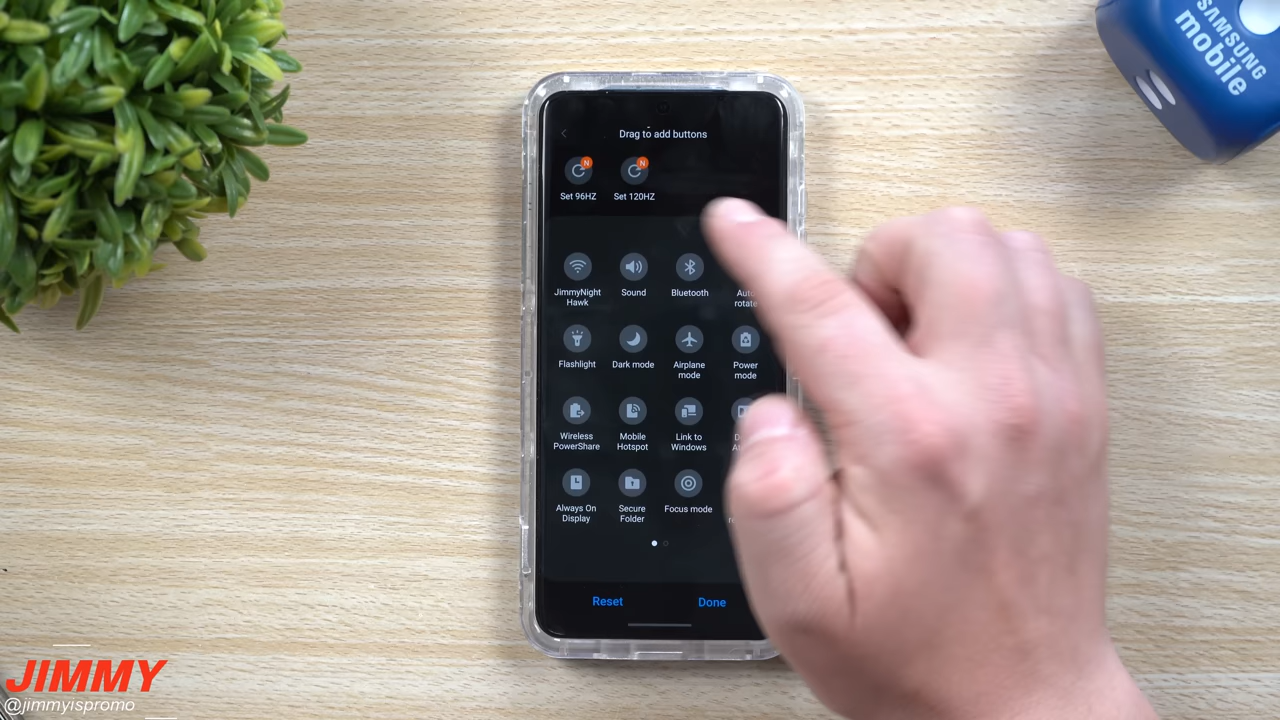 SAMSUNG
mobile
Drag to add buttons
N
N
Set 96HZ
Set 120HZ
JimmyNight
Hawk
Sound
Bluetooth
Auto
rotate
Flashlight
Dark mode
Airplane
mode
Power
mode
Wireless
PowerShare
Mobile
Hotspot
Link to
Windows
Always On
Display
Secure
Folder
Focus mode
Reset
Done
JIMMY
@jimmyispromo